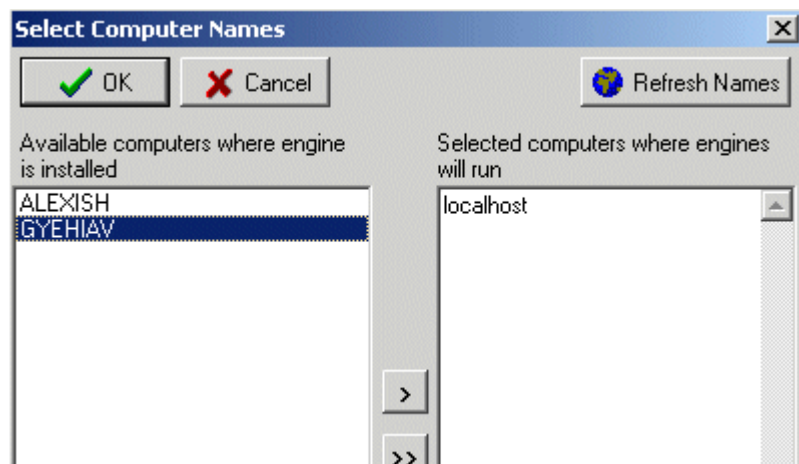 Select Computer Names
OK
Cancel
Refresh Names
Available computers where engine
is installed
Selected computers where engines
will run
ALEXISH
GYEHIAV
localhost
>
>>